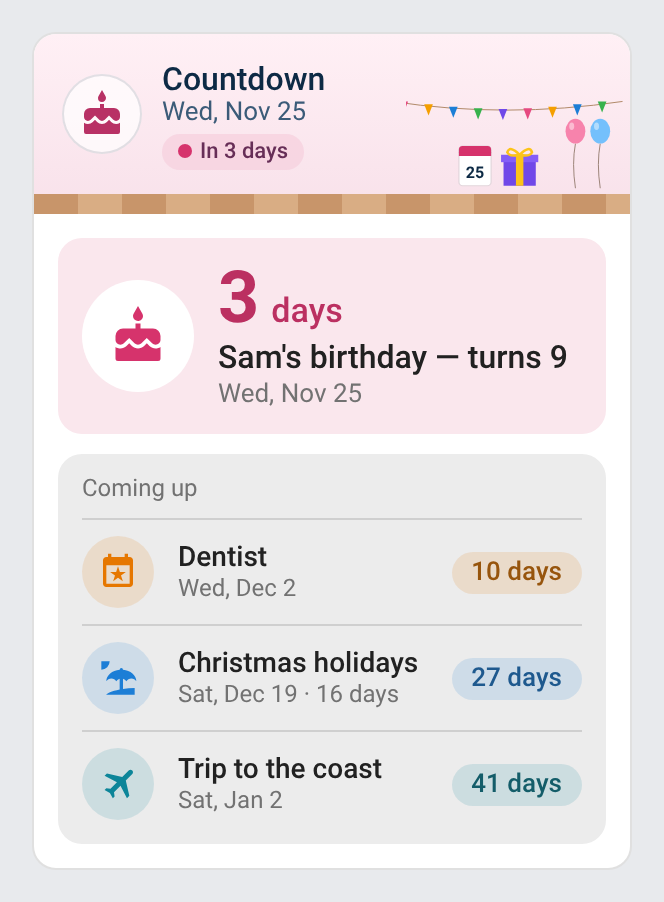 Countdown
Wed, Nov 25
In 3 days
25
3 days
Sam's birthday — turns 9
Wed, Nov 25
Coming up
Dentist
Wed, Dec 2
10 days
Christmas holidays
Sat, Dec 19 · 16 days
27 days
Trip to the coast
Sat, Jan 2
41 days